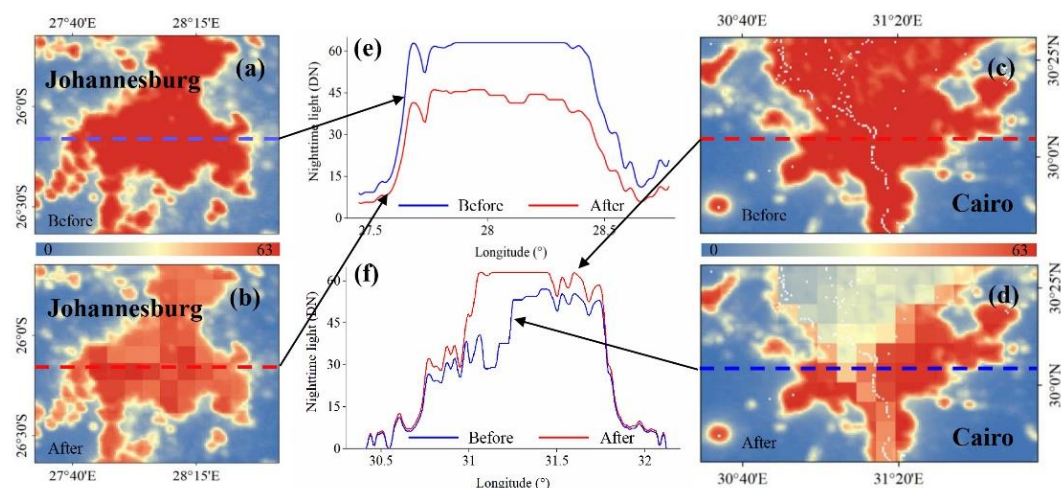 27°40'E 28°15'E
Johannesburg (a)
26°0'S
26°30'S
Before
0 63
Johannesburg (b)
26°0'S
26°30'S
After
27°40'E 28°15'E
(e)
Nighttime light (DN)
60
45
30
15
0
Before After
27.5 28 28.5
Longitude (°)
(f)
Nighttime light (DN)
60
45
30
15
0
Before After
30.5 31 31.5 32
Longitude (°)
30°40'E 31°20'E
(c)
30°25'N
30°0'N
Before
Cairo
0 63
(d)
30°25'N
30°0'N
After
Cairo
30°40'E 31°20'E